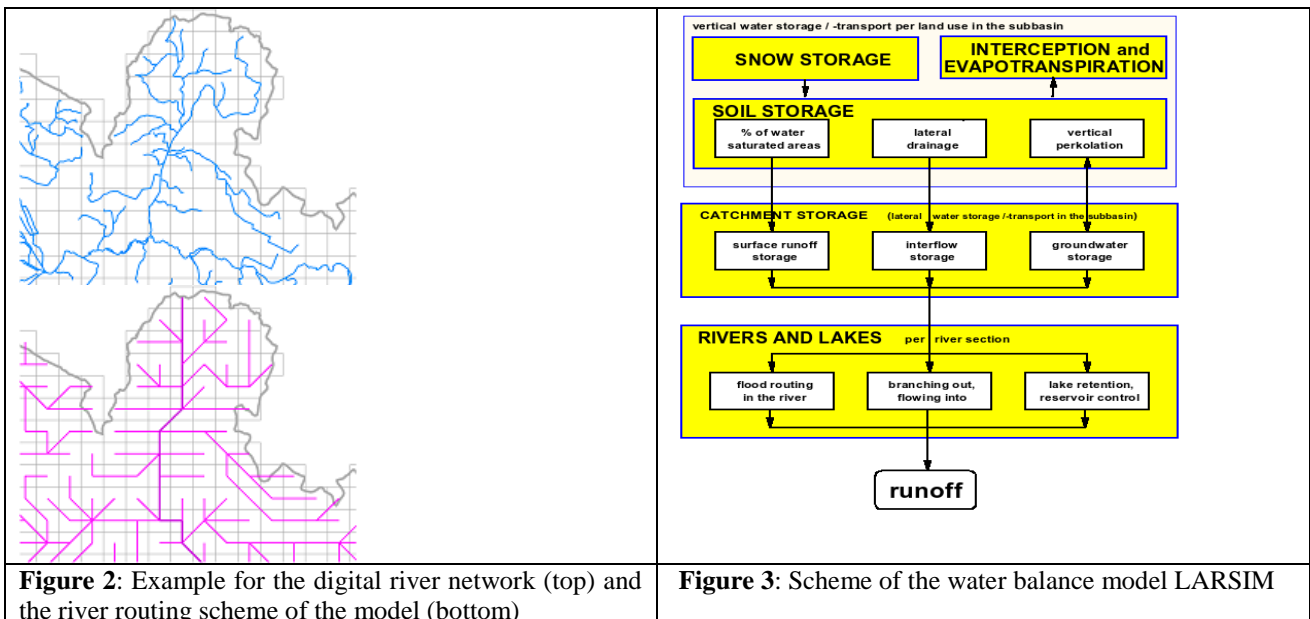 vertical water storage / -transport per land use in the subbasin
SNOW STORAGE
INTERCEPTION and
EVAPOTRANSPIRATION
SOIL STORAGE
% of water
saturated areas
lateral
drainage
vertical
perkolation
CATCHMENT STORAGE (lateral water storage /-transport in the subbasin)
surface runoff
storage
interflow
storage
groundwater
storage
RIVERS AND LAKES per river section
flood routing
in the river
branching out,
flowing into
lake retention,
reservoir control
runoff
Figure 2: Example for the digital river network (top) and
the river routing scheme of the model (bottom)
Figure 3: Scheme of the water balance model LARSIM